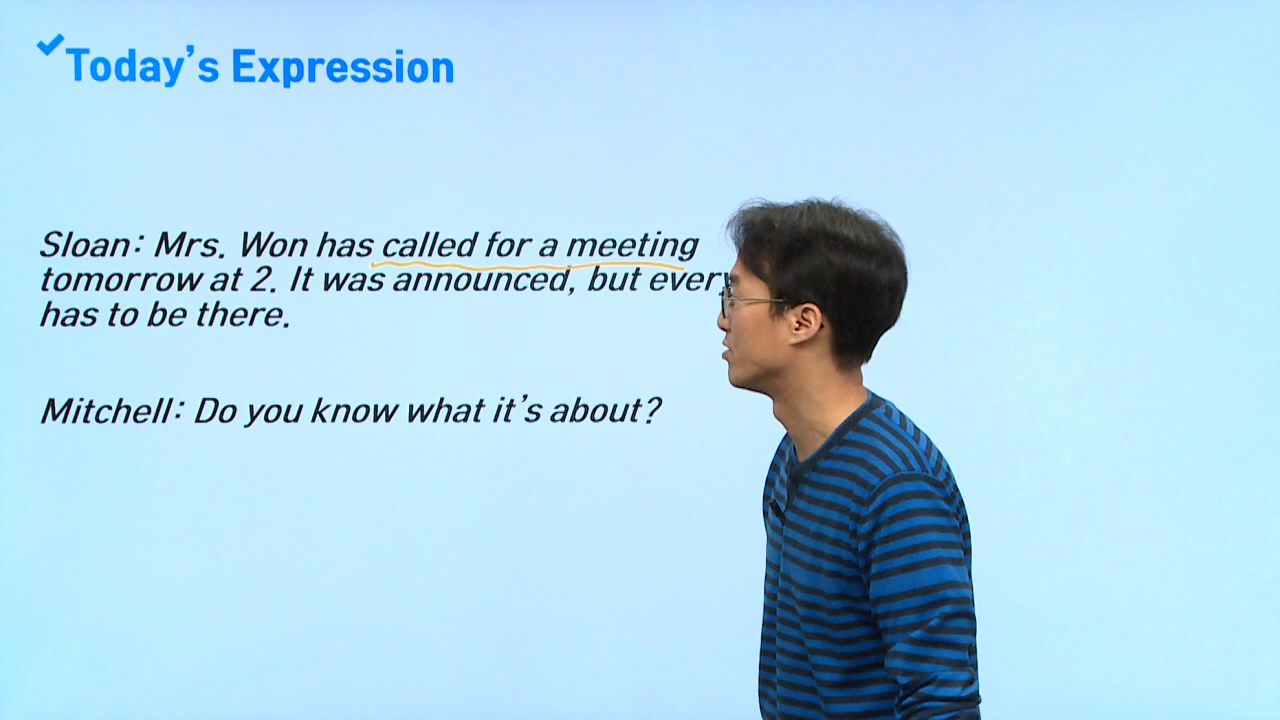 Today's Expression
Sloan: Mrs. Won has called for a meeting
tomorrow at 2. It was announced, but
has to be there.
Mitchell: Do you know what it's about?